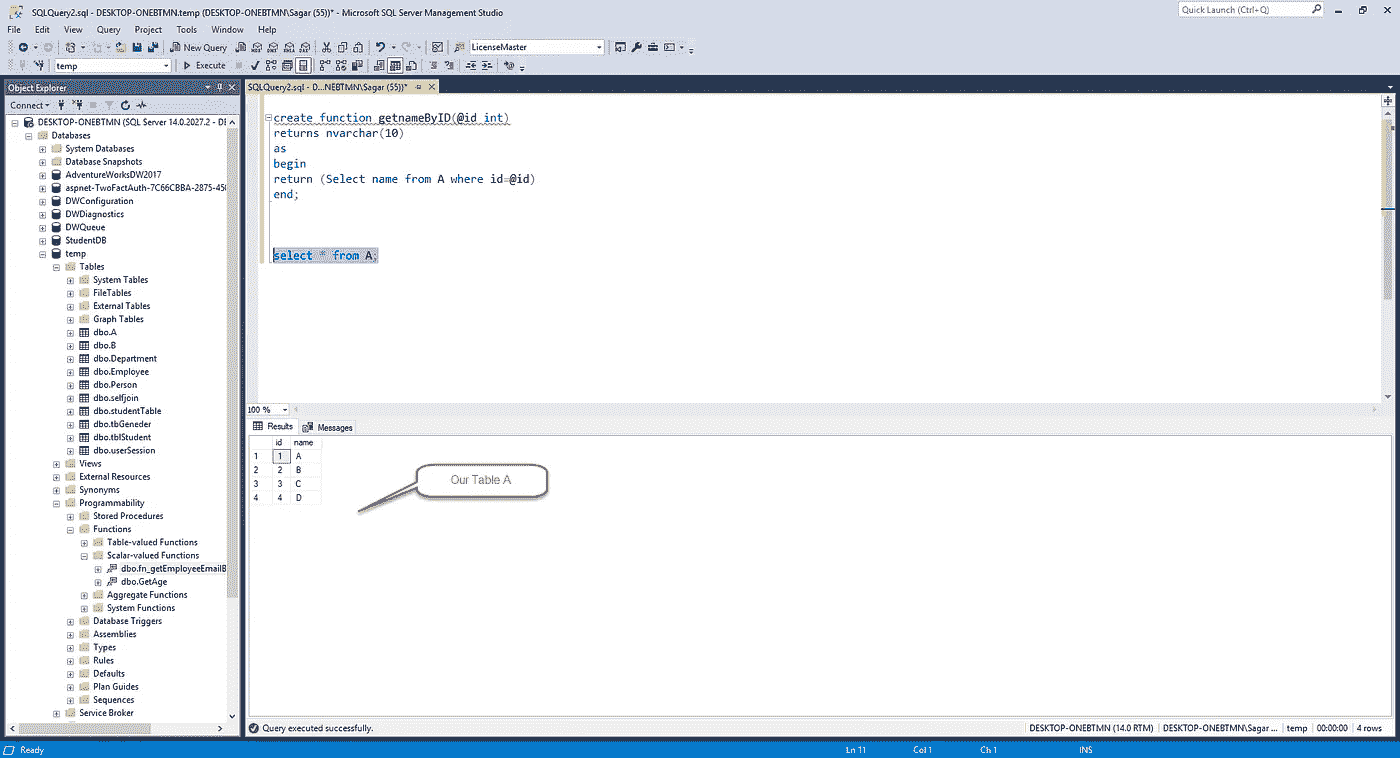 SQLQuery2.sql - DESKTOP-ONEBTMN.temp (DESKTOP-ONEBTMN\Sagar (55))* - Microsoft SQL Server Management Studio
Quick Launch (Ctrl+Q)
File Edit View Query Project Tools Window Help
New Query
LicenseMaster
temp
Execute
Object Explorer
Connect
DESKTOP-ONEBTMN (SQL Server 14.0.2027.2 - DE
Databases
System Databases
Database Snapshots
AdventureWorksDW2017
aspnet-TwoFactAuth-7C66CBBA-2875-450
DWConfiguration
DWDiagnostics
DWQueue
StudentDB
temp
Tables
System Tables
FileTables
External Tables
Graph Tables
dbo.A
dbo.B
dbo.Department
dbo.Employee
dbo.Person
dbo.selfjoin
dbo.studentTable
dbo.tbGeneder
dbo.tblStudent
dbo.userSession
Views
External Resources
Synonyms
Programmability
Stored Procedures
Functions
Table-valued Functions
Scalar-valued Functions
dbo.fn_getEmployeeEmailB
dbo.GetAge
Aggregate Functions
System Functions
Database Triggers
Assemblies
Types
Rules
Defaults
Plan Guides
Sequences
Service Broker
SQLQuery2.sql - D...NEBTMN\Sagar (55))*
create function getnameByID(@id int)
returns nvarchar(10)
as
begin
return (Select name from A where id=@id)
end;
select * from A;
100 %
Results Messages
id name
1 1 A
2 2 B
3 3 C
4 4 D
Our Table A
Query executed successfully.
DESKTOP-ONEBTMN (14.0 RTM) DESKTOP-ONEBTMN\Sagar ... temp 00:00:00 4 rows
Ready Ln 11 Col 1 Ch 1 INS